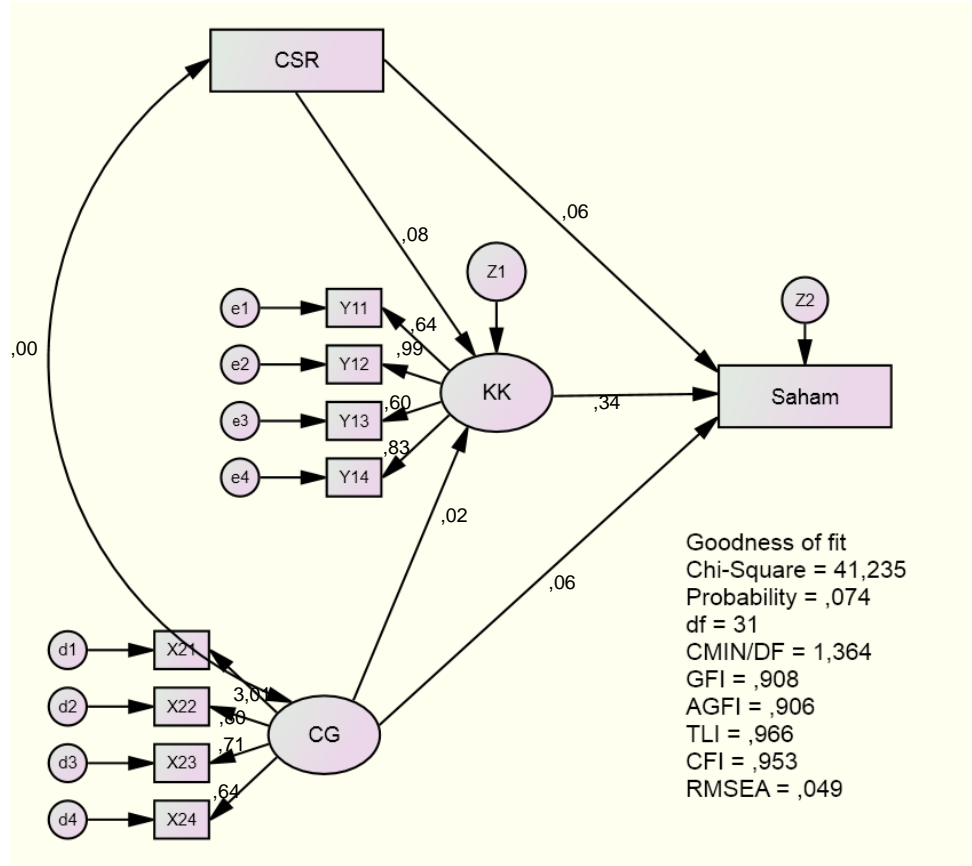 CSR
,06
,08
Z1
Z2
e1
Y11
,64
,00
,99
e2
Y12
KK
Saham
,34
,60
e3
Y13
,83
e4
Y14
,02
Goodness of fit
Chi-Square = 41,235
Probability = ,074
df = 31
CMIN/DF = 1,364
GFI = ,908
AGFI = ,906
TLI = ,966
CFI = ,953
RMSEA = ,049
,06
d1
X21
3,01
d2
X22
,80
CG
,71
d3
X23
,64
d4
X24